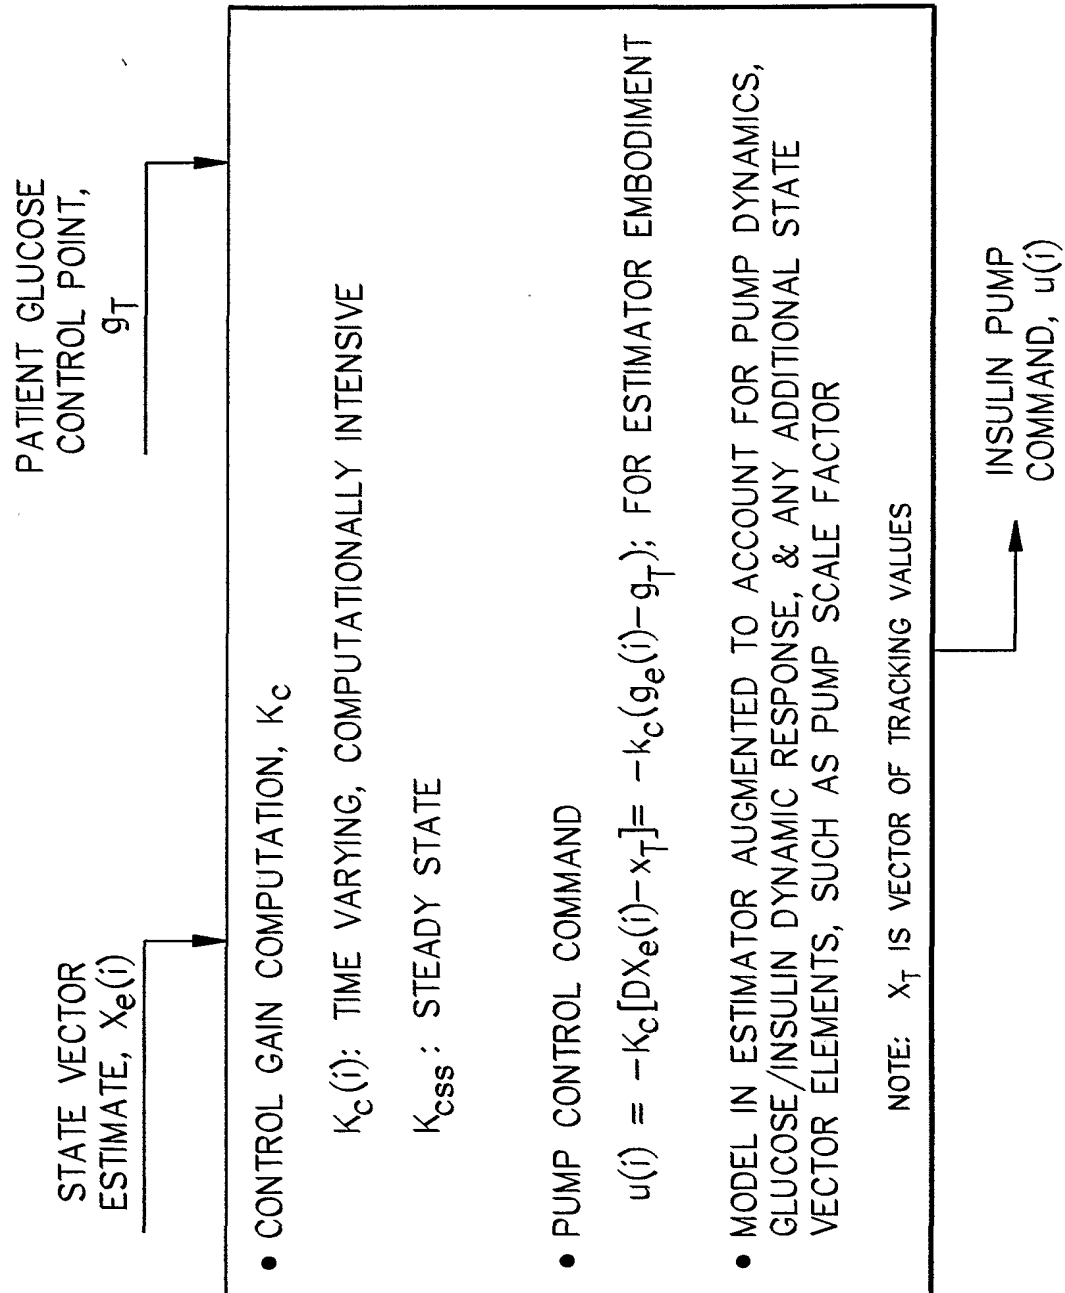 STATE VECTOR
ESTIMATE, Xe(i)
PATIENT GLUCOSE
CONTROL POINT,
gT
• CONTROL GAIN COMPUTATION, Kc
Kc(i): TIME VARYING, COMPUTATIONALLY INTENSIVE
Kcss: STEADY STATE
• PUMP CONTROL COMMAND
u(i) = -Kc[DXe(i)-xT]= -kc(ge(i)-gT); FOR ESTIMATOR EMBODIMENT
• MODEL IN ESTIMATOR AUGMENTED TO ACCOUNT FOR PUMP DYNAMICS,
GLUCOSE/INSULIN DYNAMIC RESPONSE, & ANY ADDITIONAL STATE
VECTOR ELEMENTS, SUCH AS PUMP SCALE FACTOR
NOTE: XT IS VECTOR OF TRACKING VALUES
INSULIN PUMP
COMMAND, u(i)